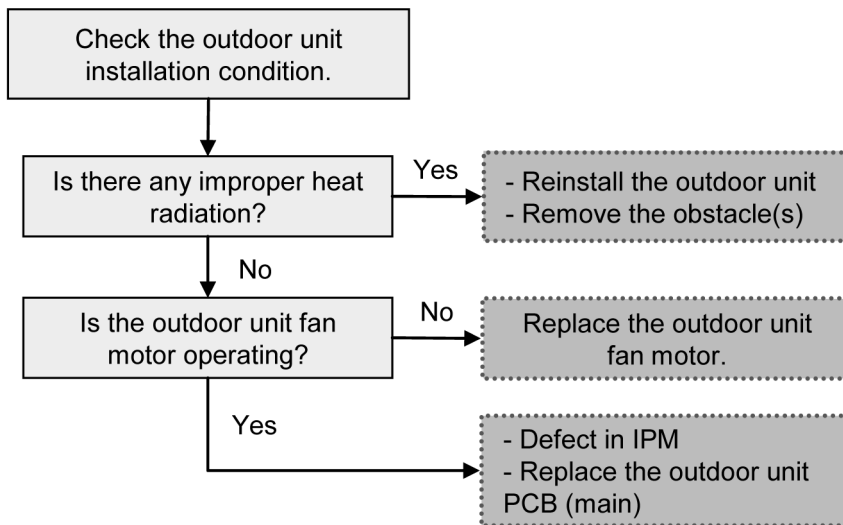 Check the outdoor unit
installation condition.
Is there any improper heat
radiation?
Yes
- Reinstall the outdoor unit
- Remove the obstacle(s)
No
Is the outdoor unit fan
motor operating?
No
Replace the outdoor unit
fan motor.
Yes
- Defect in IPM
- Replace the outdoor unit
PCB (main)